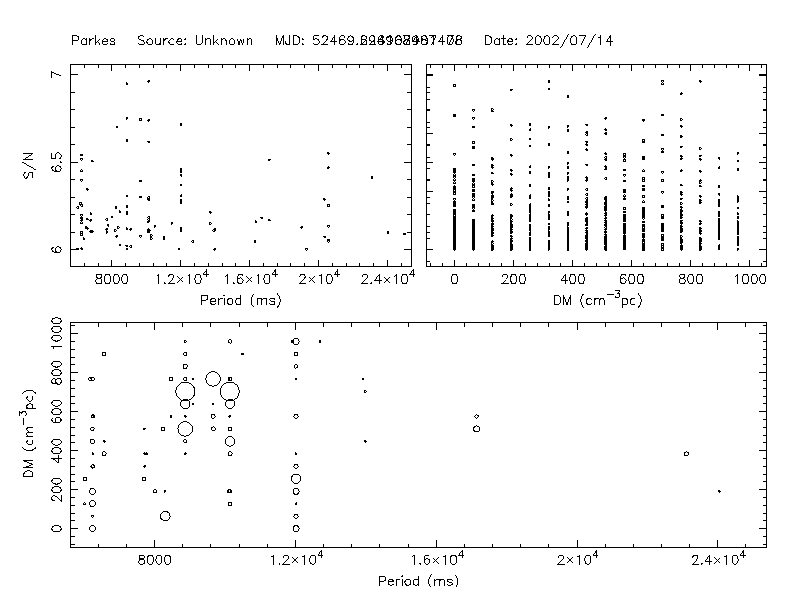 Parkes Source: Unknown MJD: Date: 2002/07/14
7
6.5
6
S/N
8000 1.2×10⁴ 1.6×10⁴ 2×10⁴ 2.4×10⁴
Period (ms)
0 200 400 600 800 1000
DM (cm⁻³pc)
1000
800
600
400
200
0
DM (cm⁻³pc)
8000 1.2×10⁴ 1.6×10⁴ 2×10⁴ 2.4×10⁴
Period (ms)